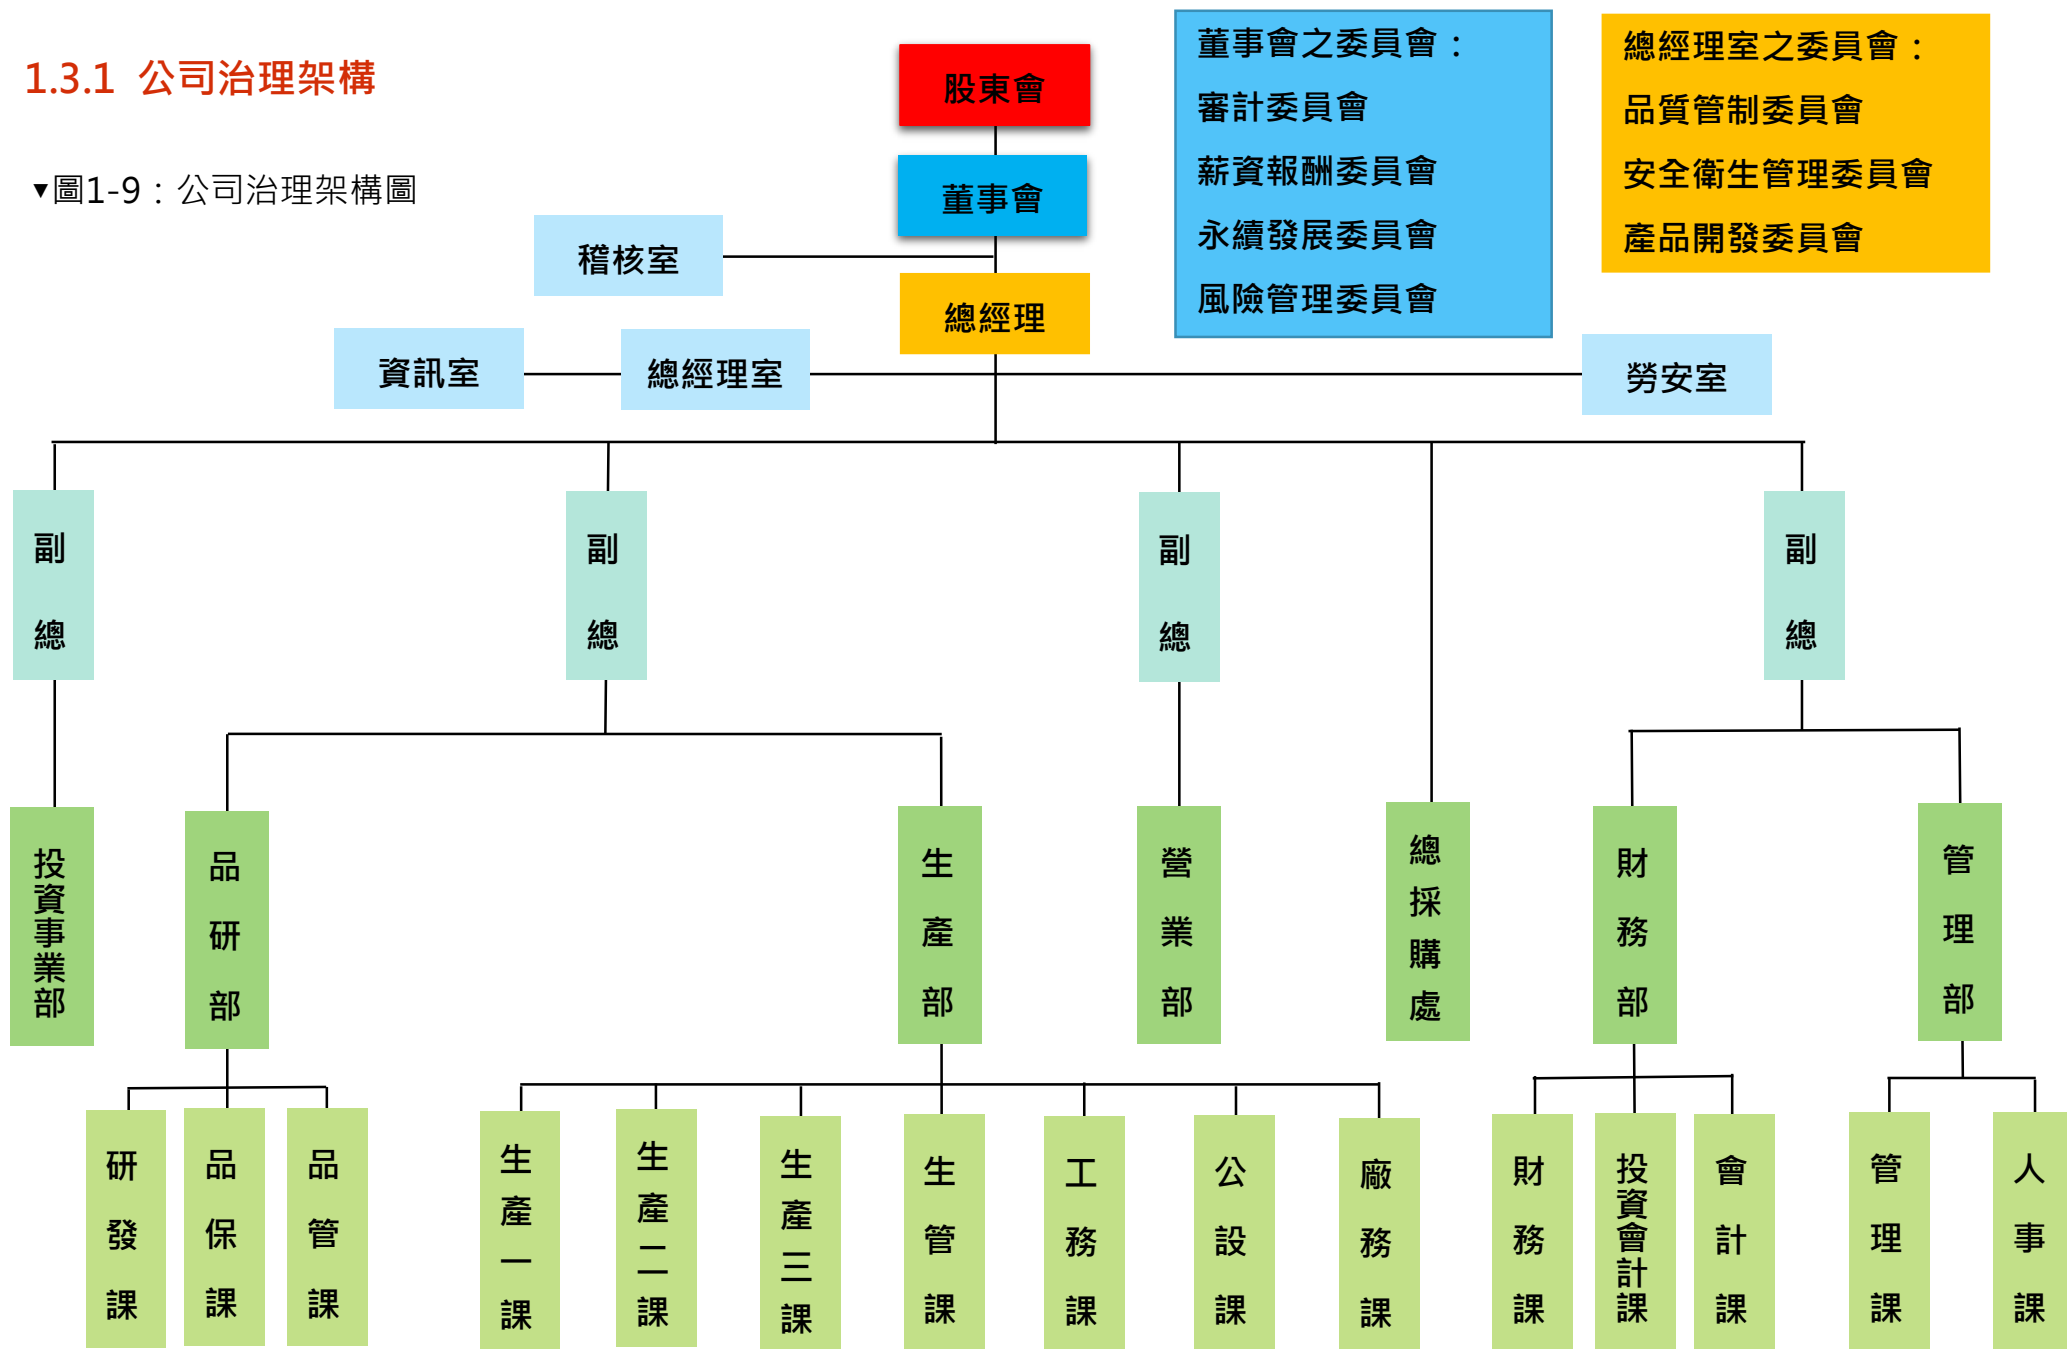 1.3.1 公司治理架構
▼圖1-9：公司治理架構圖
股東會
董事會
稽核室
總經理
資訊室
總經理室
勞安室
董事會之委員會：
審計委員會
薪資報酬委員會
永續發展委員會
風險管理委員會
總經理室之委員會：
品質管制委員會
安全衛生管理委員會
產品開發委員會
副總
副總
副總
副總
投資事業部
品研部
生產部
營業部
總採購處
財務部
管理部
研發課
品保課
品管課
生產一課
生產二課
生產三課
生管課
工務課
公設課
廠務課
財務課
投資會計課
會計課
管理課
人事課